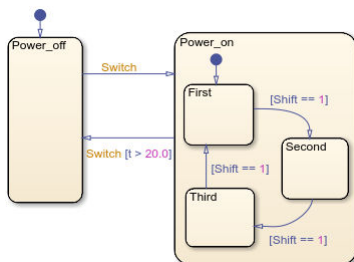 Power_off
Power_on
Switch
First
[Shift == 1]
Second
Switch [t > 20.0]
[Shift == 1]
Third
[Shift == 1]